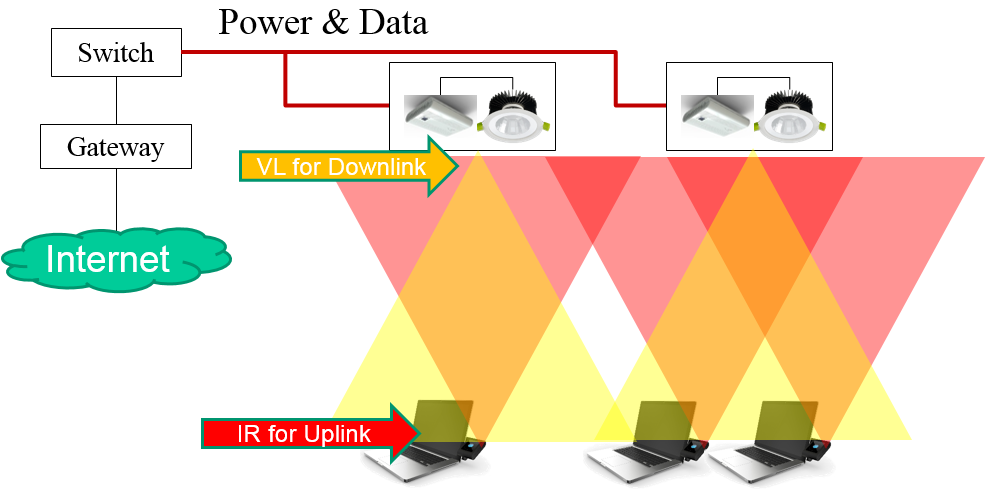 Power & Data
Switch
Gateway
VL for Downlink
Internet
IR for Uplink